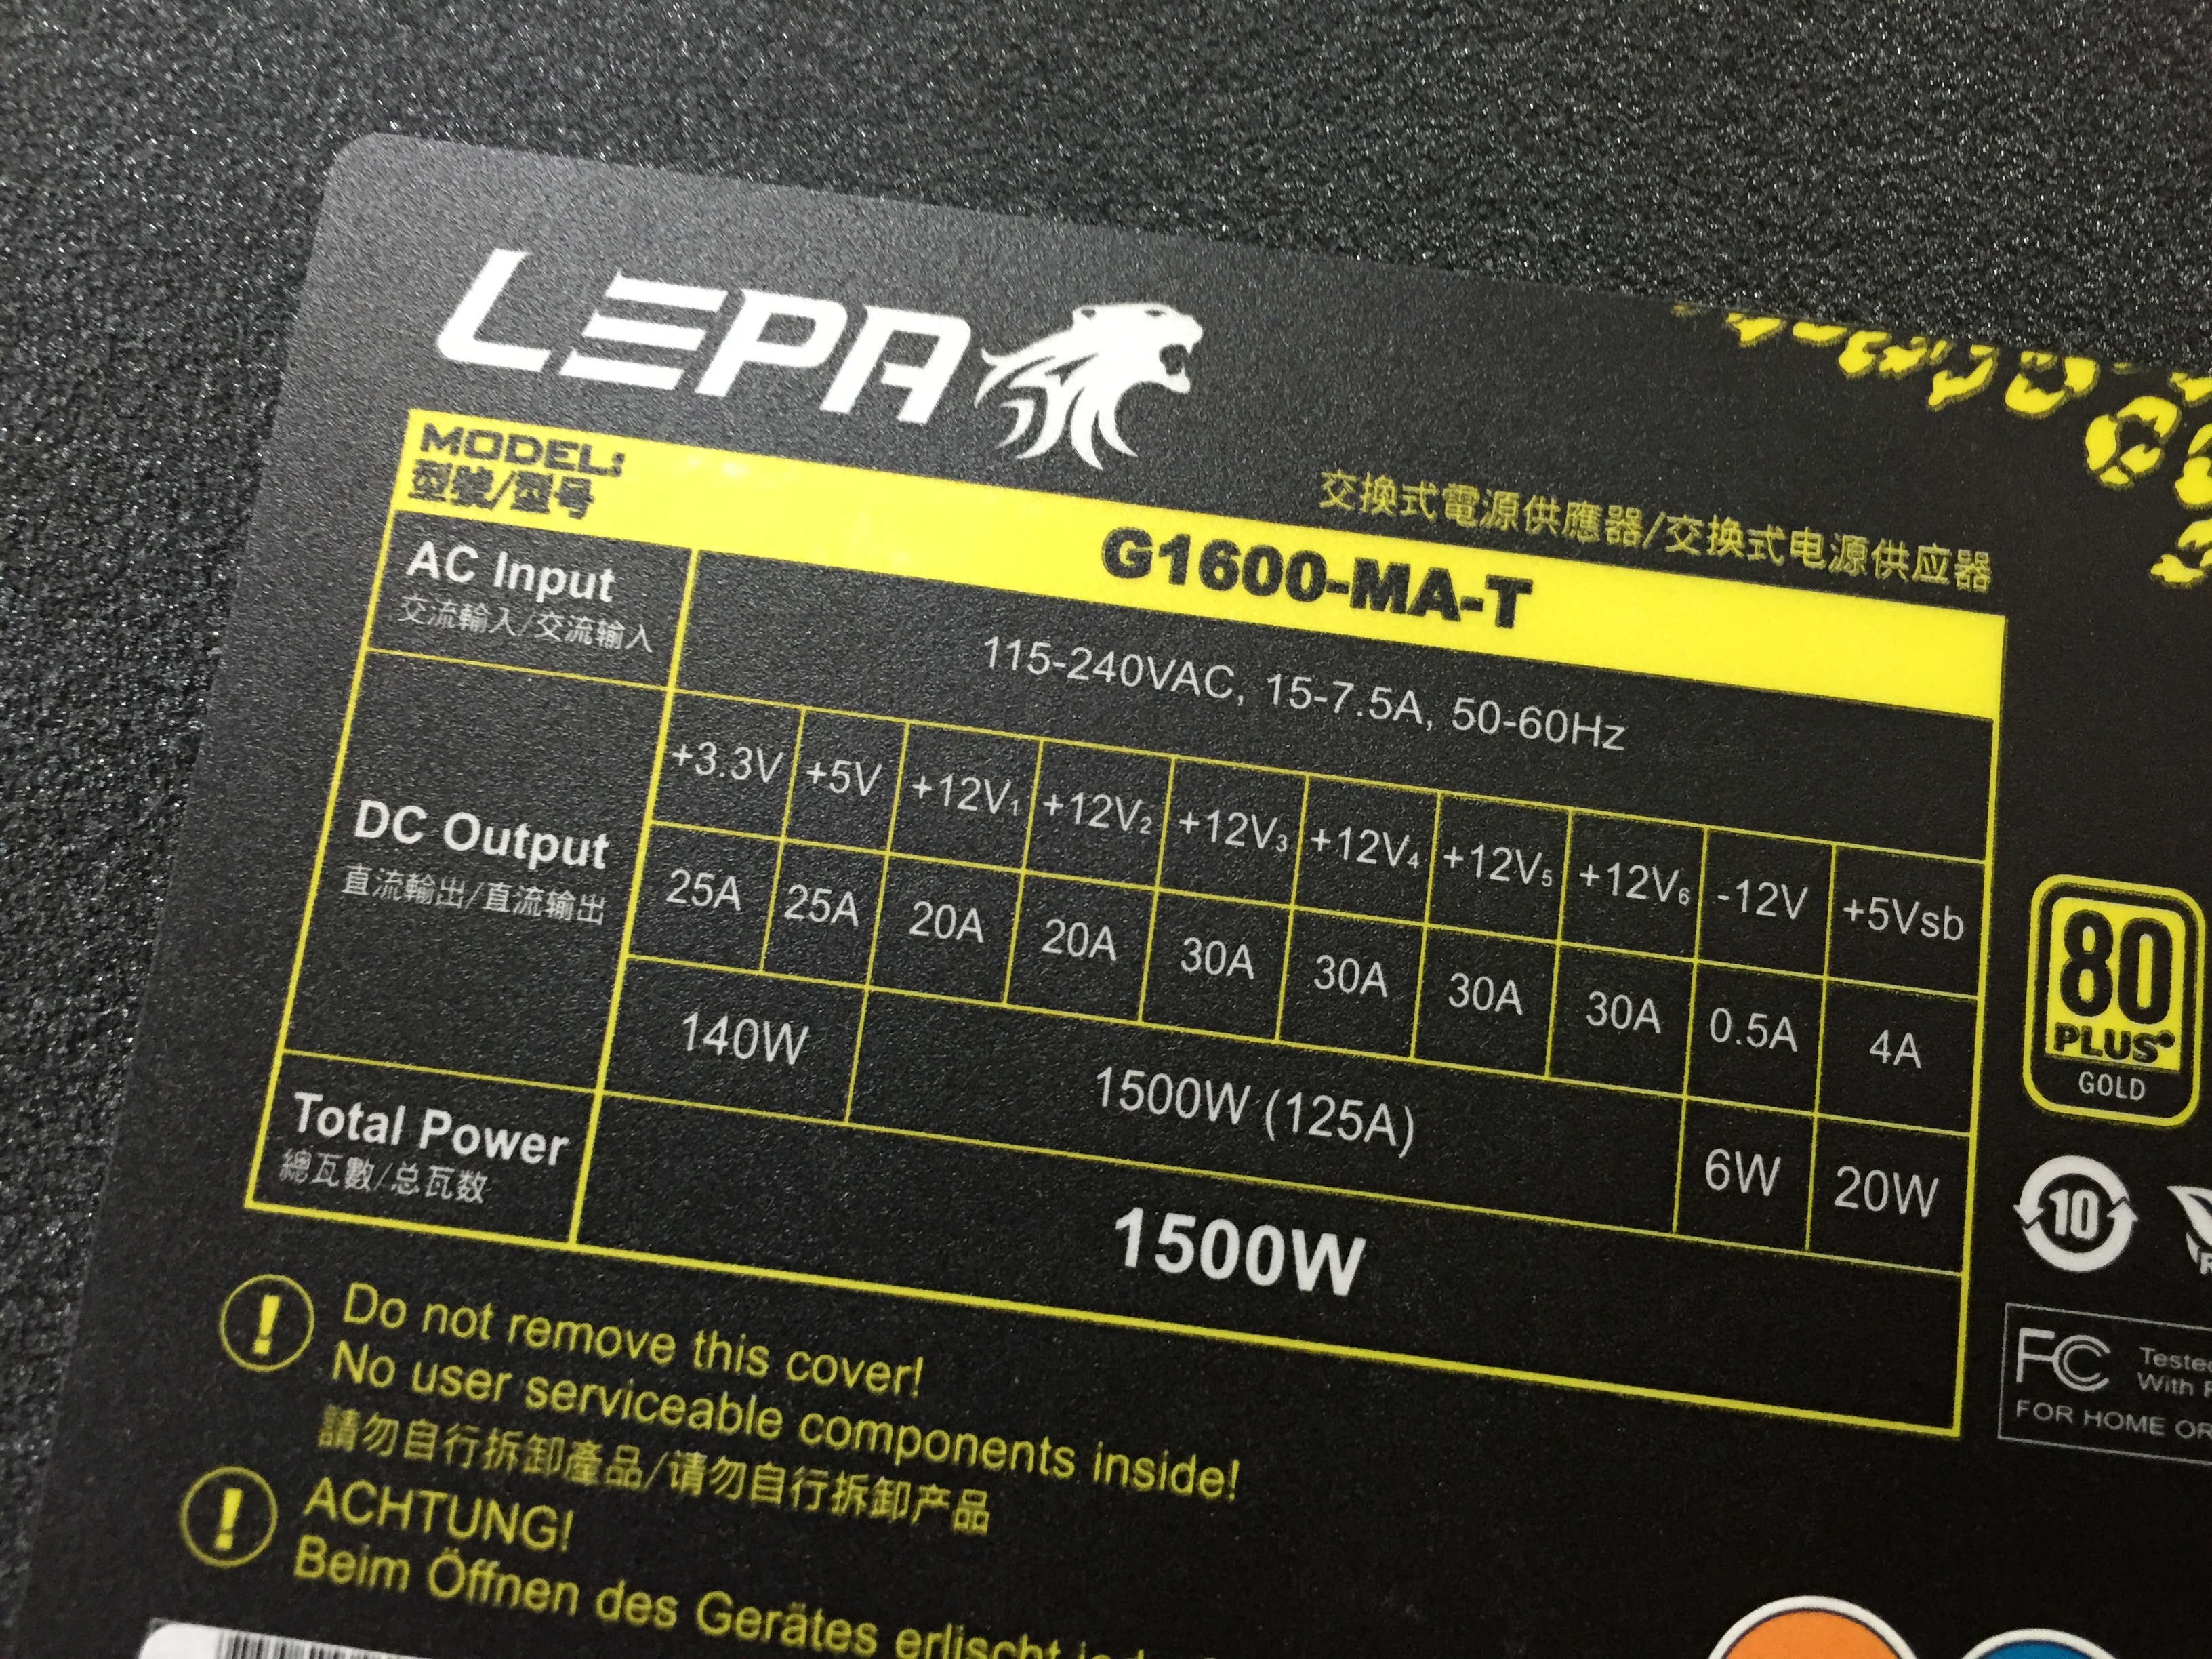 LEPA
交換式電源供應器/交换式电源供应器
MODEL: G1600-MA-T
型號/型号
AC Input 115-240VAC, 15-7.5A, 50-60Hz
交流輸入/交流输入
DC Output
直流輸出/直流输出
+3.3V +5V +12V₁ +12V₂ +12V₃ +12V₄ +12V₅ +12V₆ -12V +5Vsb
25A 25A 20A 20A 30A 30A 30A 30A 0.5A 4A
140W 1500W (125A) 6W 20W
Total Power 1500W
總瓦數/总瓦数
80
PLUS
GOLD
10
FC
With
FOR HOME OR
! Do not remove this cover!
No user serviceable components inside!
請勿自行拆卸產品/请勿自行拆卸产品
! ACHTUNG!
Beim Öffnen des Gerätes erlischt